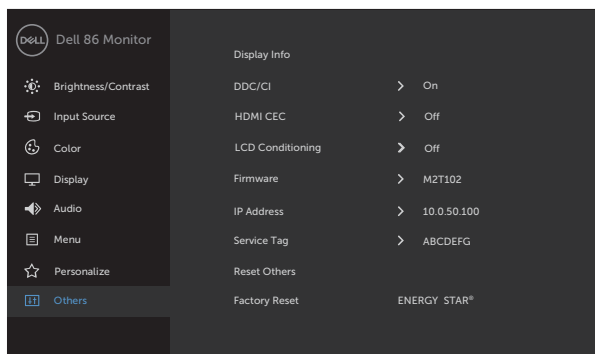 DELL Dell 86 Monitor
Brightness/Contrast
Input Source
Color
Display
Audio
Menu
Personalize
Others
Display Info
DDC/CI > On
HDMI CEC > Off
LCD Conditioning > Off
Firmware > M2T102
IP Address > 10.0.50.100
Service Tag > ABCDEFG
Reset Others
Factory Reset ENERGY STAR®